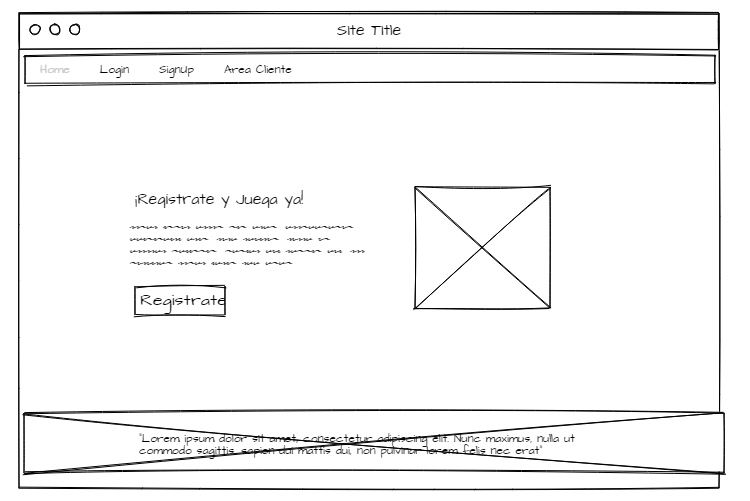 Site Title
Home Login SignUp Area Cliente
¡Registrate y Juega ya!
Registrate
"Lorem ipsum dolor sit amet, consectetur adipiscing elit. Nunc maximus, nulla ut
commodo sagittis, sapien dui mattis dui, non pulvinar lorem felis nec erat"